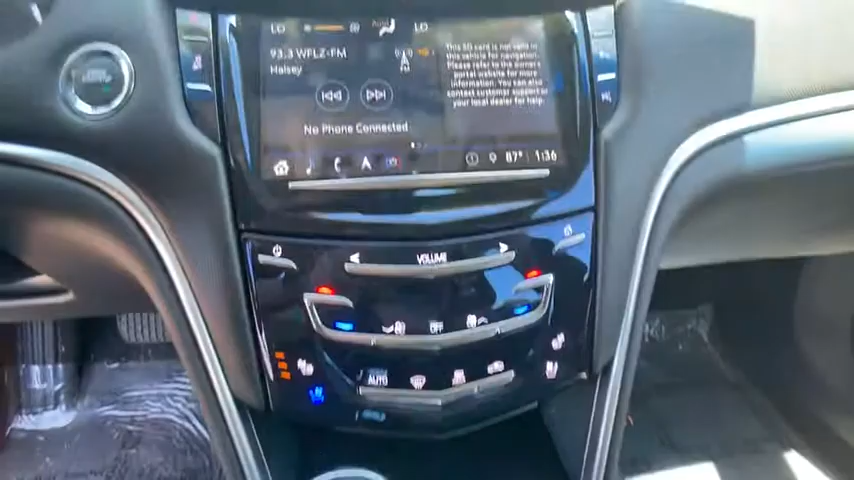 LO
Auto
LO
93.3 WFLZ-FM
Halsey
FM
This SD card is not valid in
this vehicle for navigation.
Please refer to the owner's
portal website for more
information. You can also
contact customer support or
your local dealer for help.
No Phone Connected
87° 1:36
VOLUME
OFF
AUTO